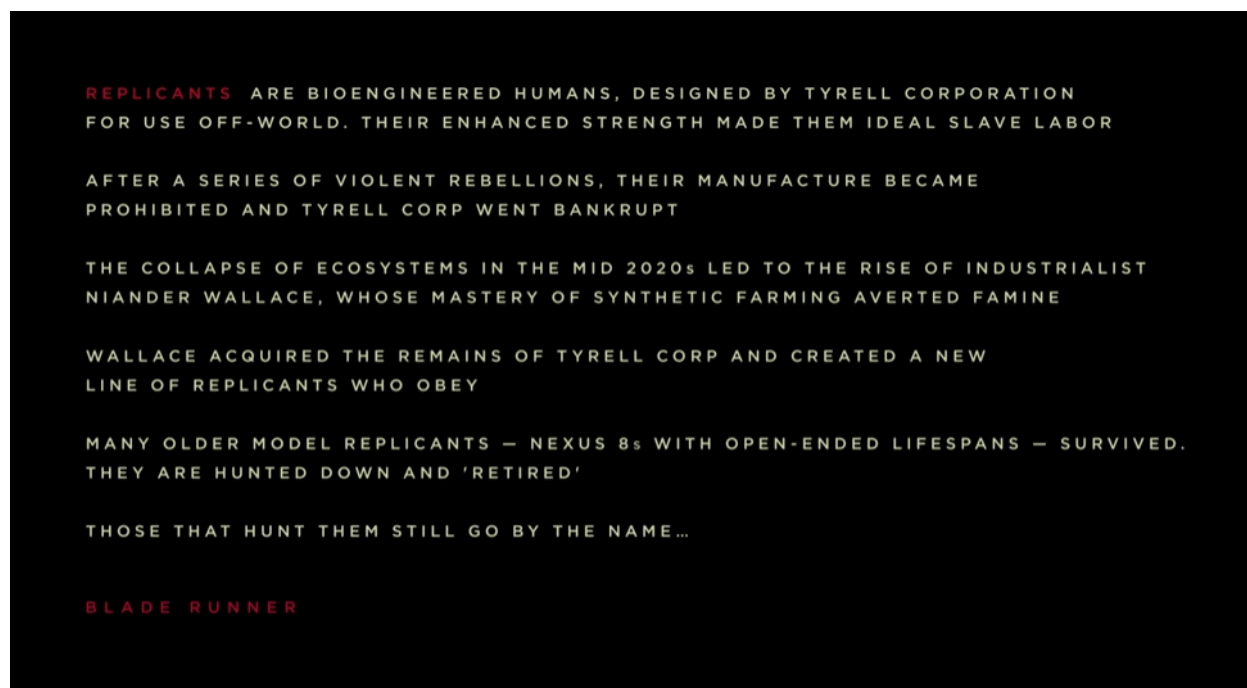 REPLICANTS ARE BIOENGINEERED HUMANS, DESIGNED BY TYRELL CORPORATION
FOR USE OFF-WORLD. THEIR ENHANCED STRENGTH MADE THEM IDEAL SLAVE LABOR
AFTER A SERIES OF VIOLENT REBELLIONS, THEIR MANUFACTURE BECAME
PROHIBITED AND TYRELL CORP WENT BANKRUPT
THE COLLAPSE OF ECOSYSTEMS IN THE MID 2020s LED TO THE RISE OF INDUSTRIALIST
NIANDER WALLACE, WHOSE MASTERY OF SYNTHETIC FARMING AVERTED FAMINE
WALLACE ACQUIRED THE REMAINS OF TYRELL CORP AND CREATED A NEW
LINE OF REPLICANTS WHO OBEY
MANY OLDER MODEL REPLICANTS — NEXUS 8s WITH OPEN-ENDED LIFESPANS — SURVIVED.
THEY ARE HUNTED DOWN AND 'RETIRED'
THOSE THAT HUNT THEM STILL GO BY THE NAME…
BLADE RUNNER